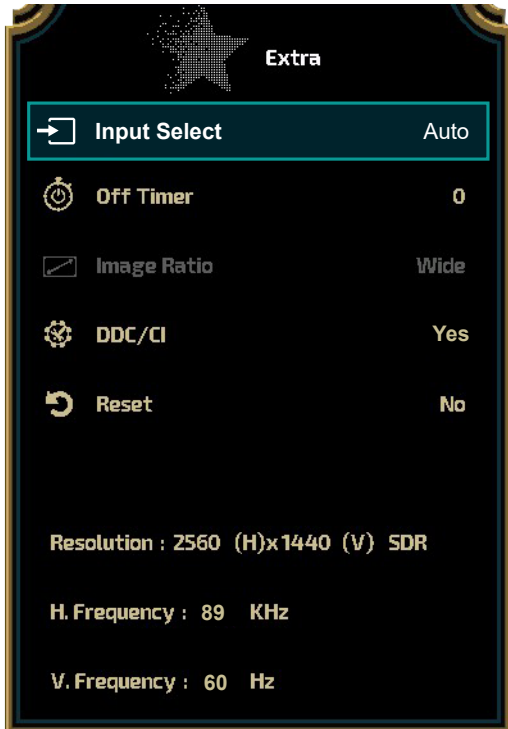 Extra
Input Select Auto
Off Timer 0
Image Ratio Wide
DDC/CI Yes
Reset No
Resolution : 2560 (H)x1440 (V) SDR
H. Frequency : 89 KHz
V. Frequency : 60 Hz